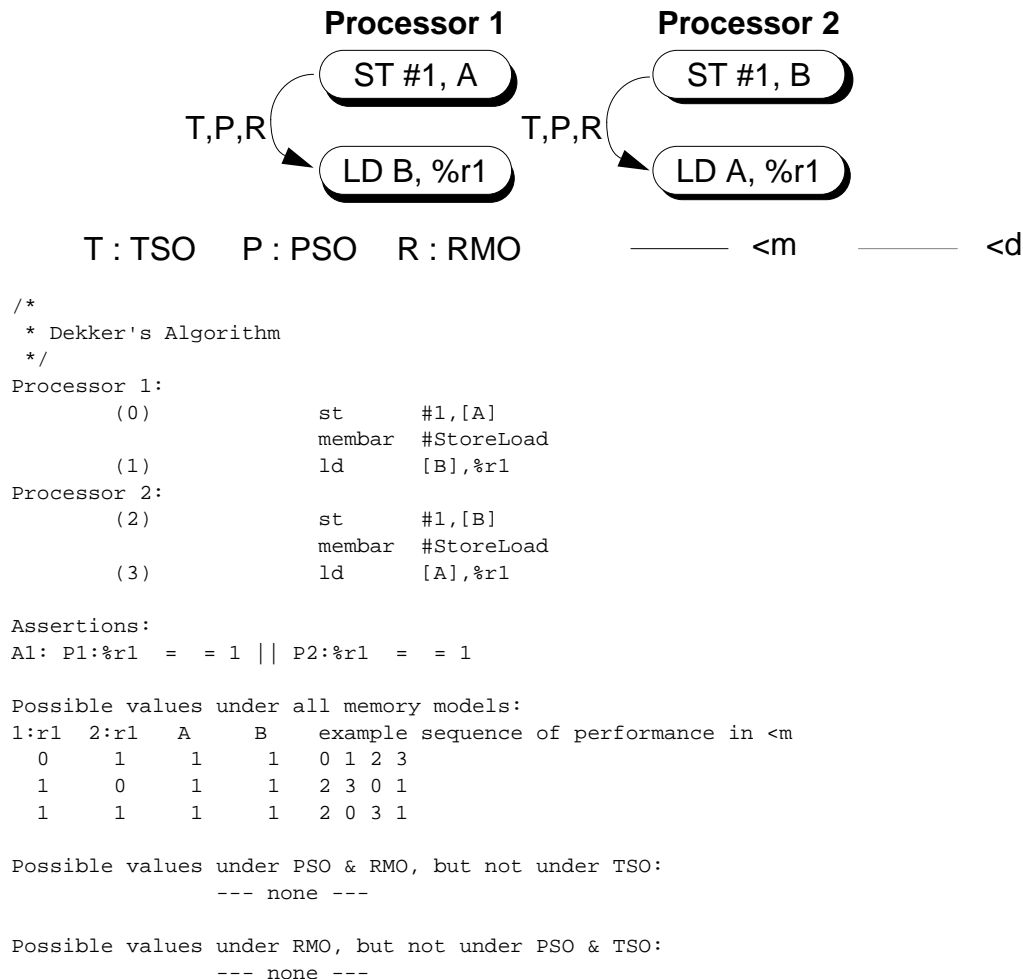 Processor 1 Processor 2
ST #1, A ST #1, B
T,P,R T,P,R
LD B, %r1 LD A, %r1
T : TSO P : PSO R : RMO <m <d
/*
 * Dekker's Algorithm
 */
Processor 1:
(0) st #1,[A]
membar #StoreLoad
(1) ld [B],%r1
Processor 2:
(2) st #1,[B]
membar #StoreLoad
(3) ld [A],%r1
Assertions:
A1: P1:%r1 = = 1 || P2:%r1 = = 1
Possible values under all memory models:
1:r1 2:r1 A B example sequence of performance in <m
0 1 1 1 0 1 2 3
1 0 1 1 2 3 0 1
1 1 1 1 2 0 3 1
Possible values under PSO & RMO, but not under TSO:
--- none ---
Possible values under RMO, but not under PSO & TSO:
--- none ---